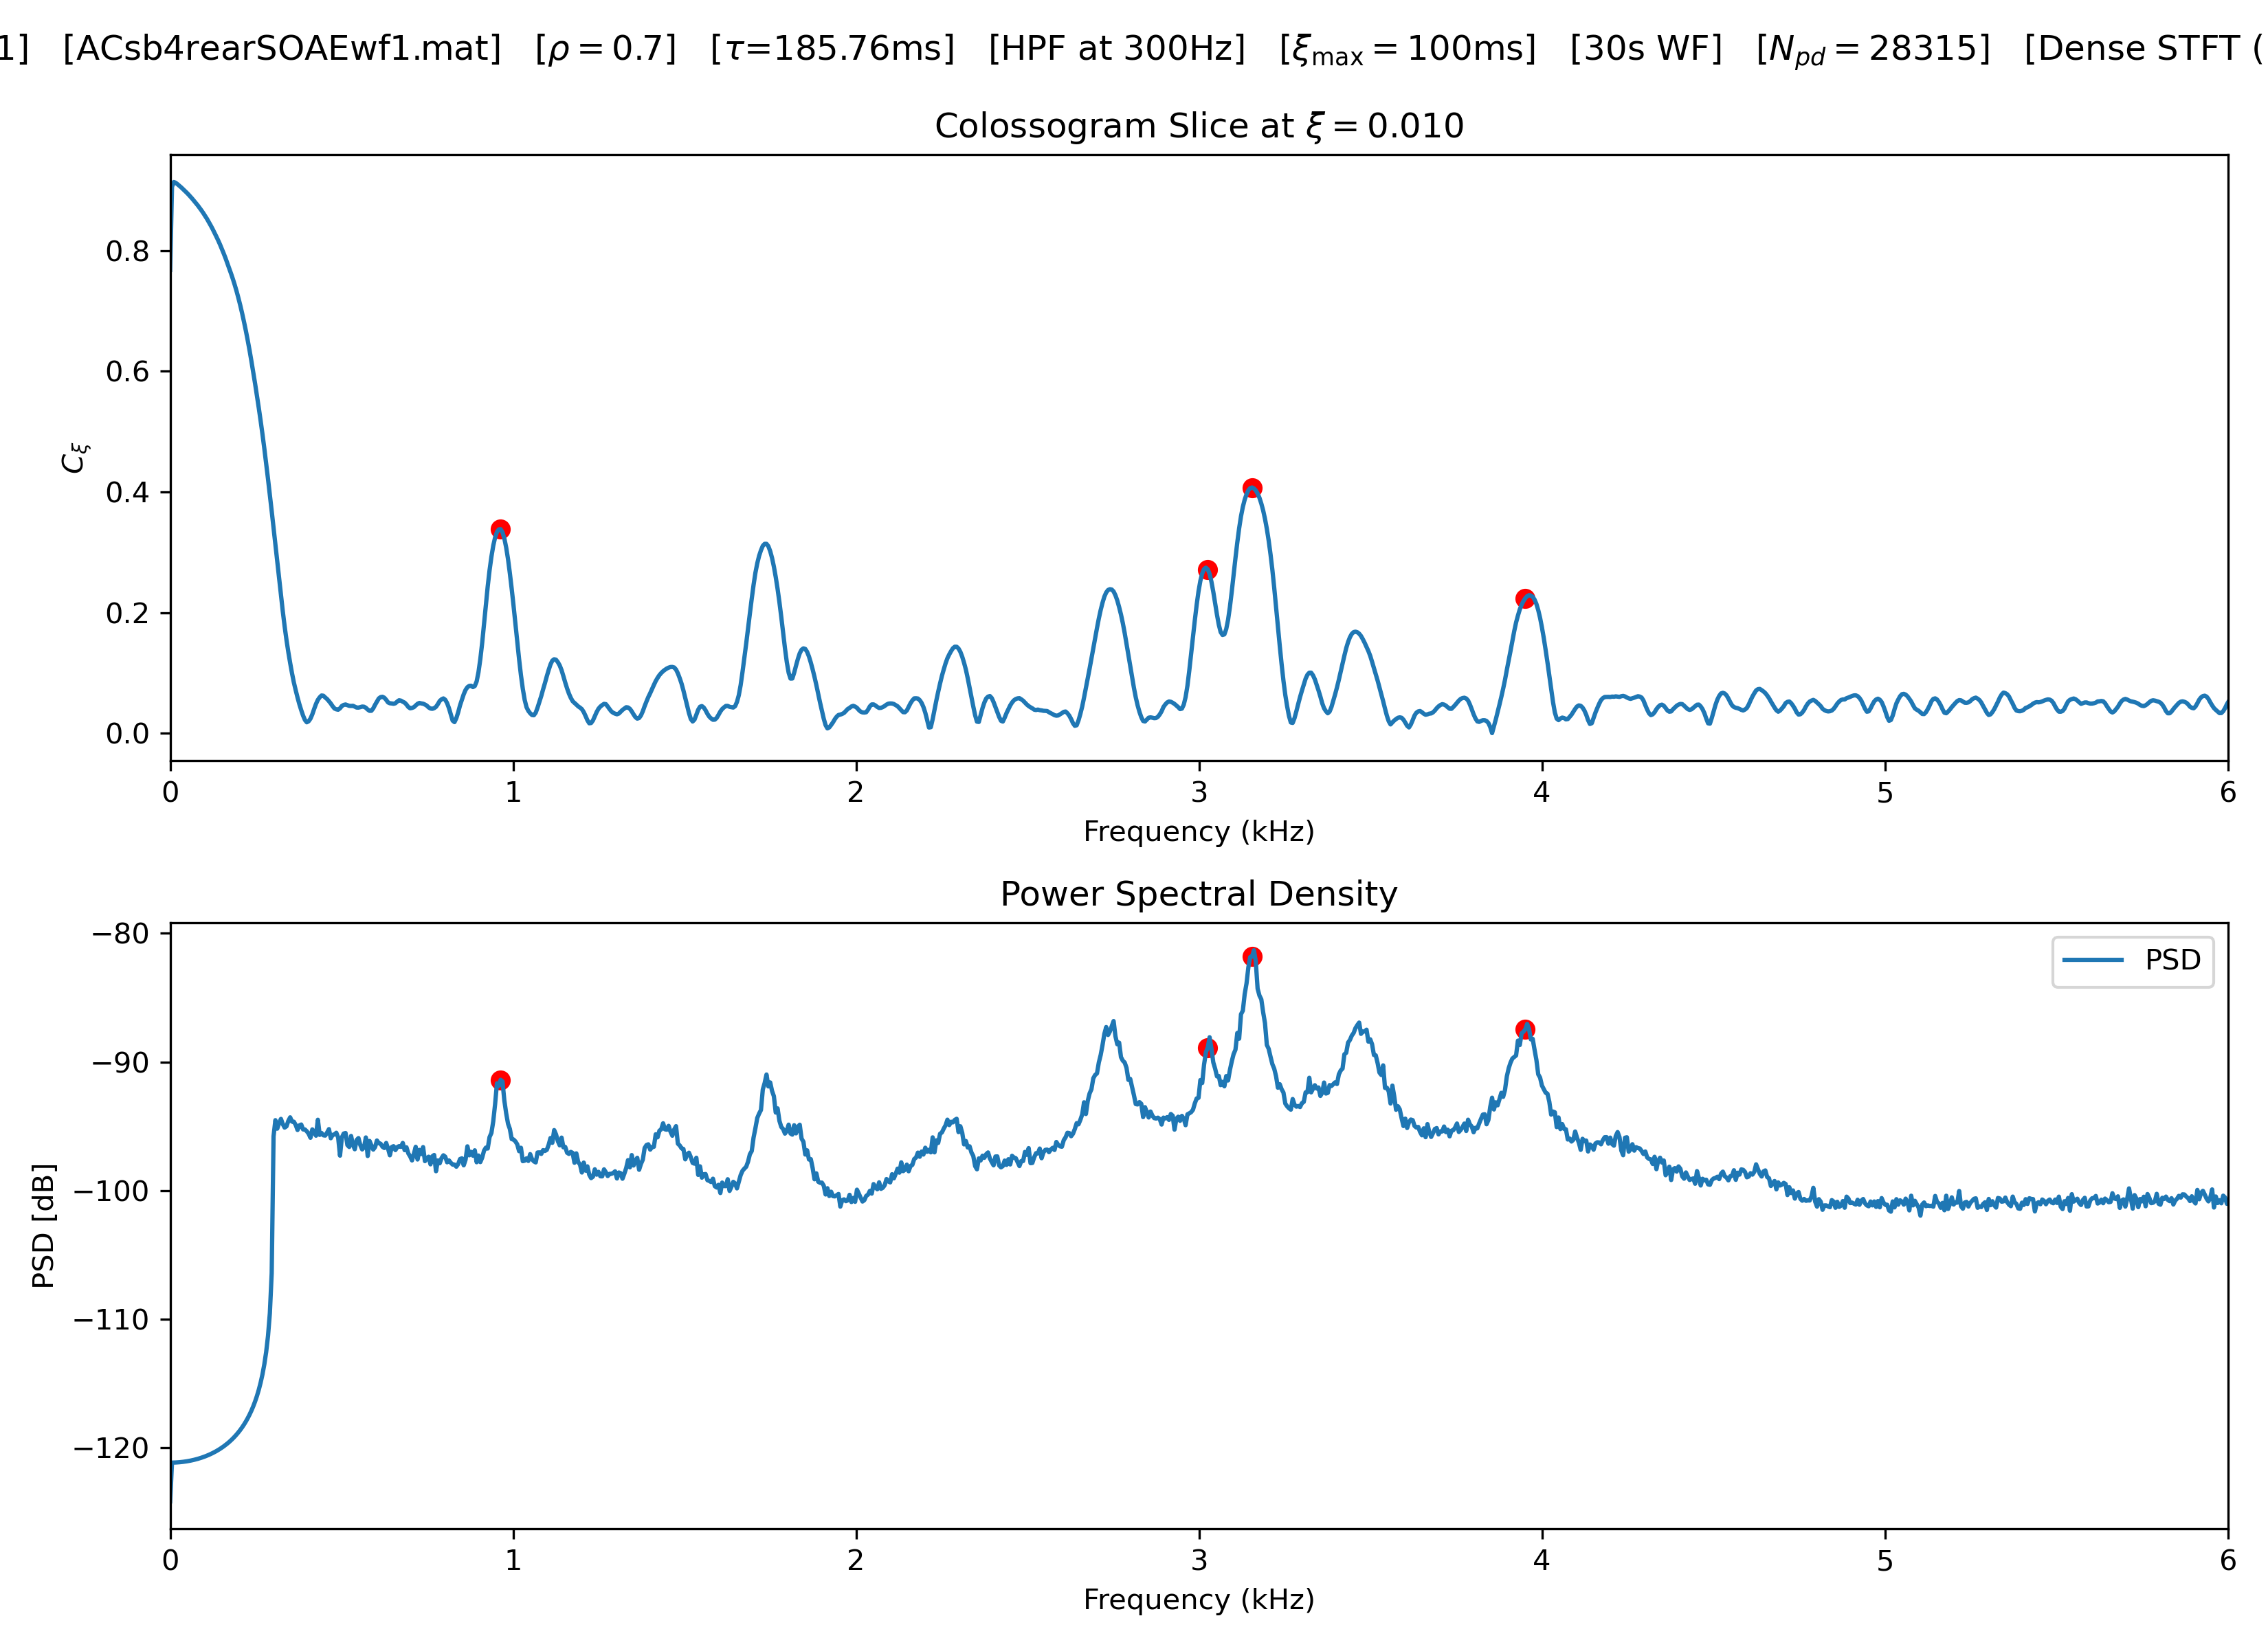 1] [ACsb4rearSOAEwf1.mat] [ρ = 0.7] [τ=185.76ms] [HPF at 300Hz] [ξmax = 100ms] [30s WF] [Npd = 28315] [Dense STFT (
Colossogram Slice at ξ = 0.010
0.8
0.6
0.4
0.2
0.0
Cξ
0 1 2 3 4 5 6
Frequency (kHz)
Power Spectral Density
PSD
−80
−90
−100
−110
−120
PSD [dB]
0 1 2 3 4 5 6
Frequency (kHz)